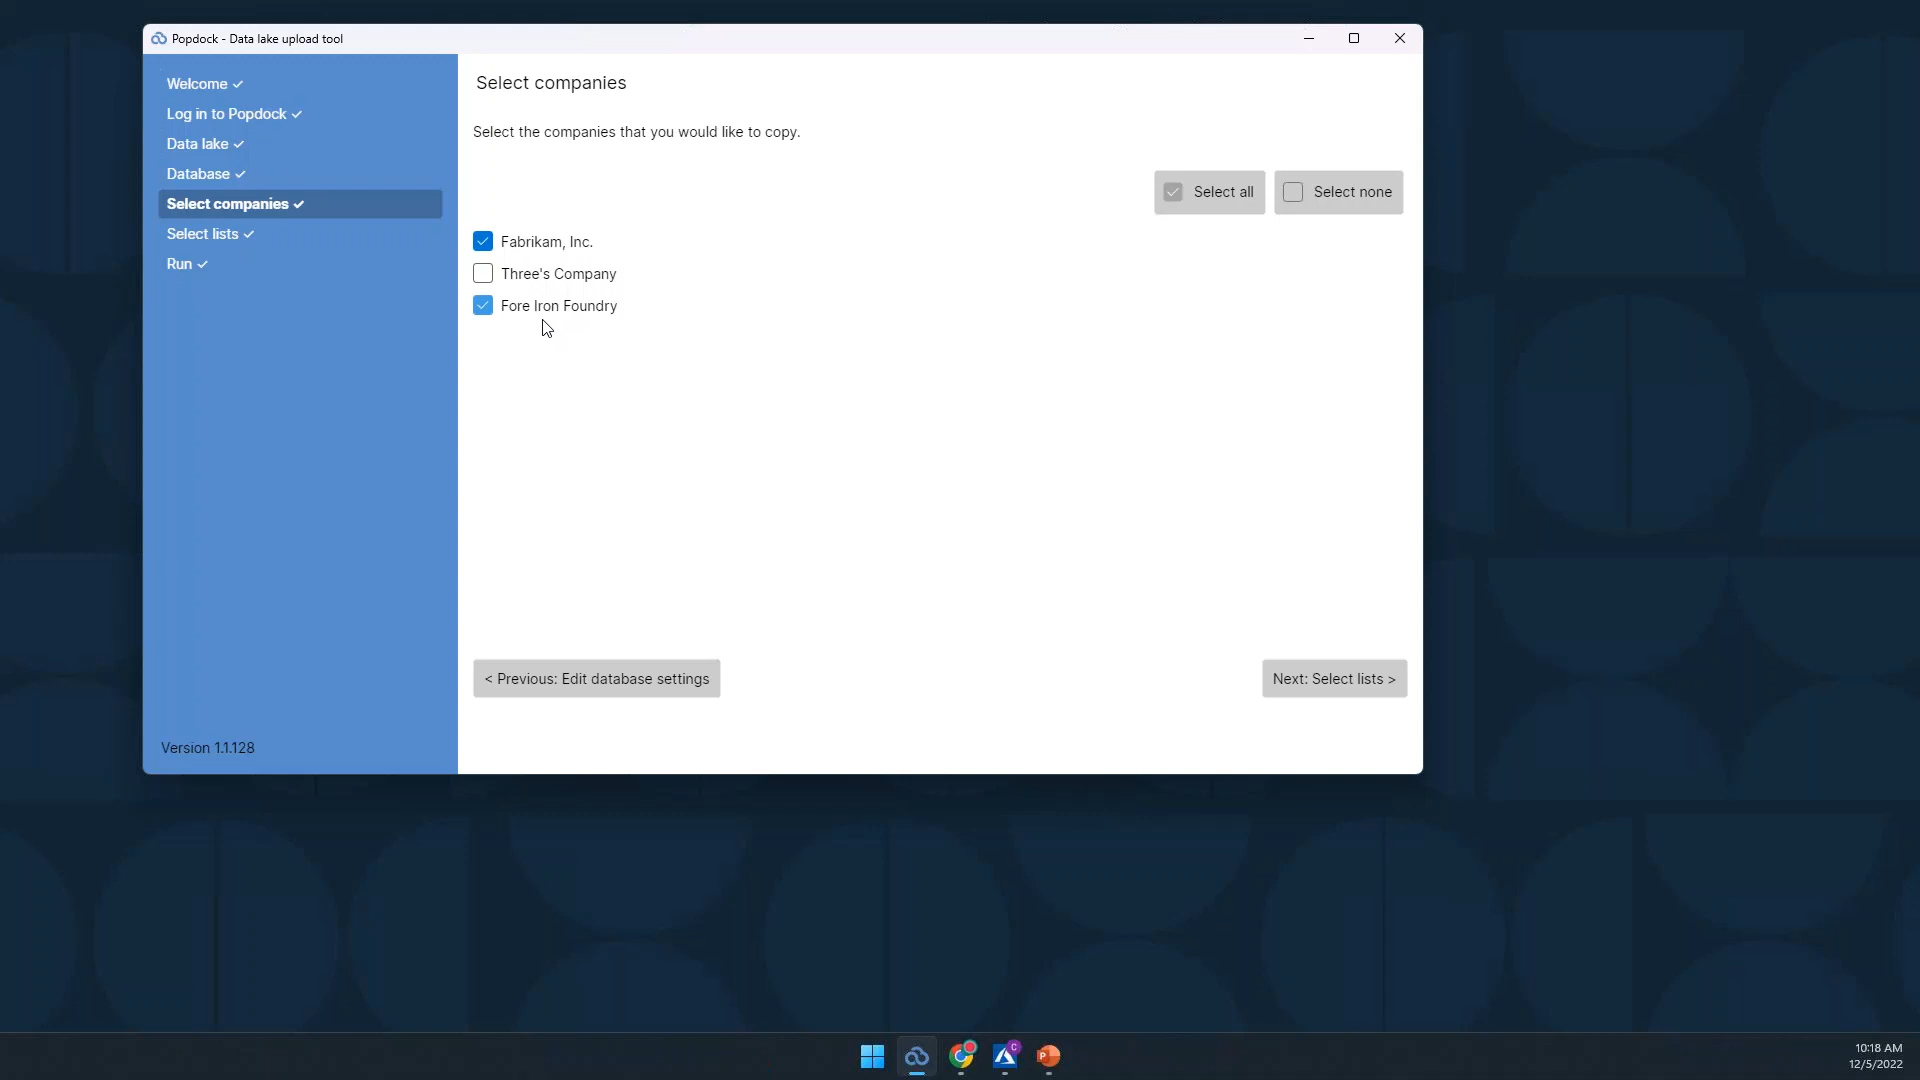 Popdock - Data lake upload tool
Welcome ✓
Log in to Popdock ✓
Data lake ✓
Database ✓
Select companies ✓
Select lists ✓
Run ✓
Version 1.1.128
Select companies
Select the companies that you would like to copy.
Select all
Select none
Fabrikam, Inc.
Three's Company
Fore Iron Foundry
< Previous: Edit database settings
Next: Select lists >
C
P
10:18 AM
12/5/2022